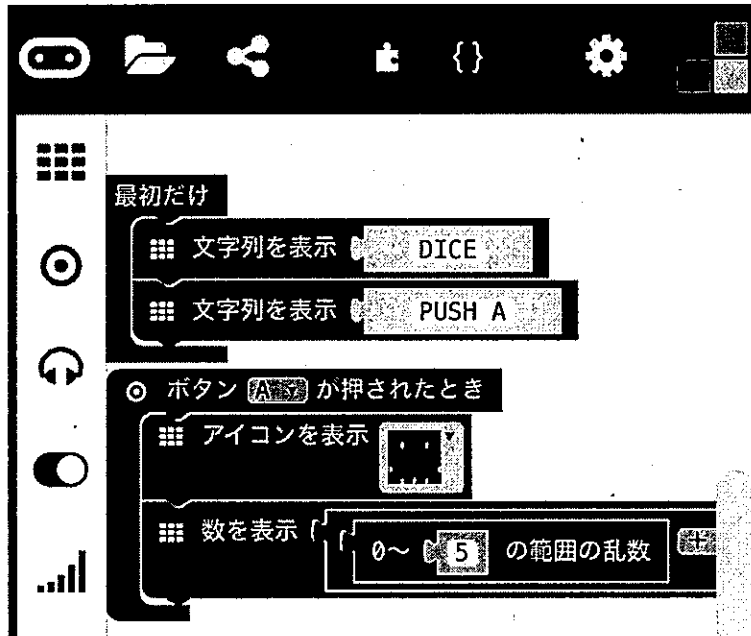 { }
最初だけ
文字列を表示 DICE
文字列を表示 PUSH A
ボタン A が押されたとき
アイコンを表示
数を表示 0～ 5 の範囲の乱数 +